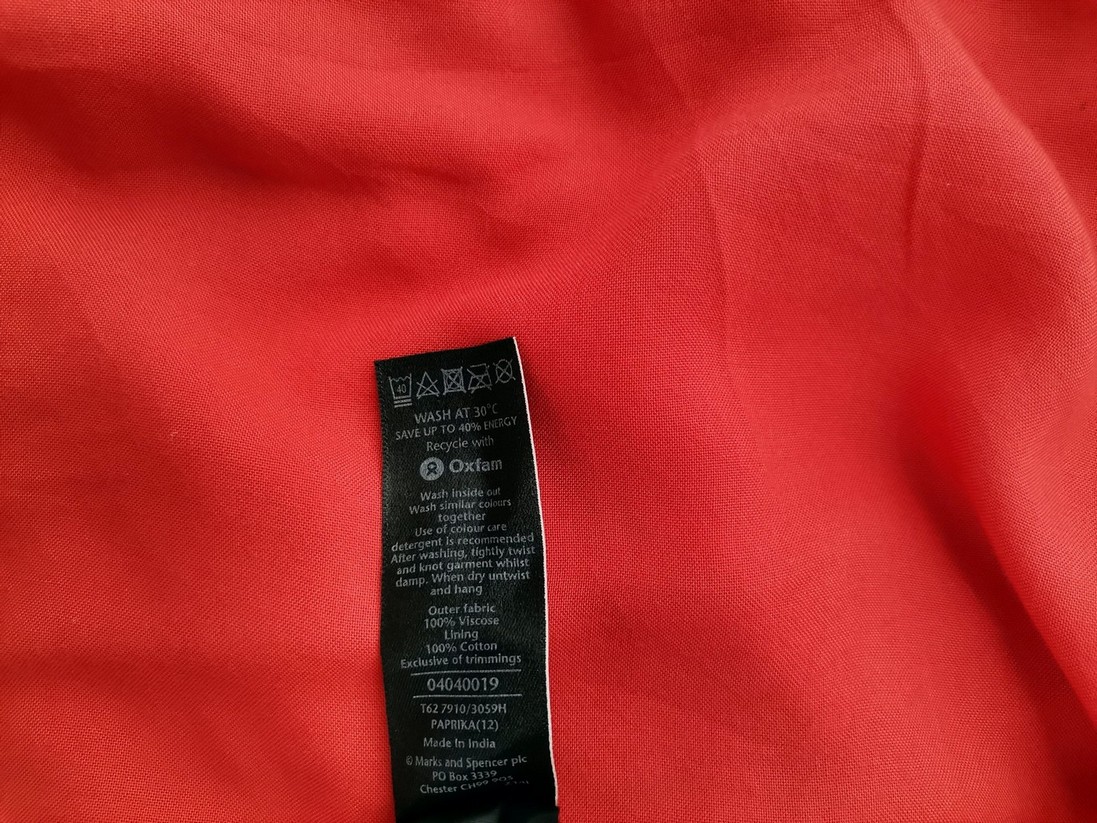 40
WASH AT 30°C
SAVE UP TO 40% ENERGY
Recycle with
Oxfam
Wash inside out
Wash similar colours
together
Use of colour care
detergent is recommended
After washing, tightly twist
and knot garment whilst
damp. When dry untwist
and hang
Outer fabric
100% Viscose
Lining
100% Cotton
Exclusive of trimmings
04040019
T62 7910/3059H
PAPRIKA(12)
Made in India
© Marks and Spencer plc
PO Box 3339
Chester CH99